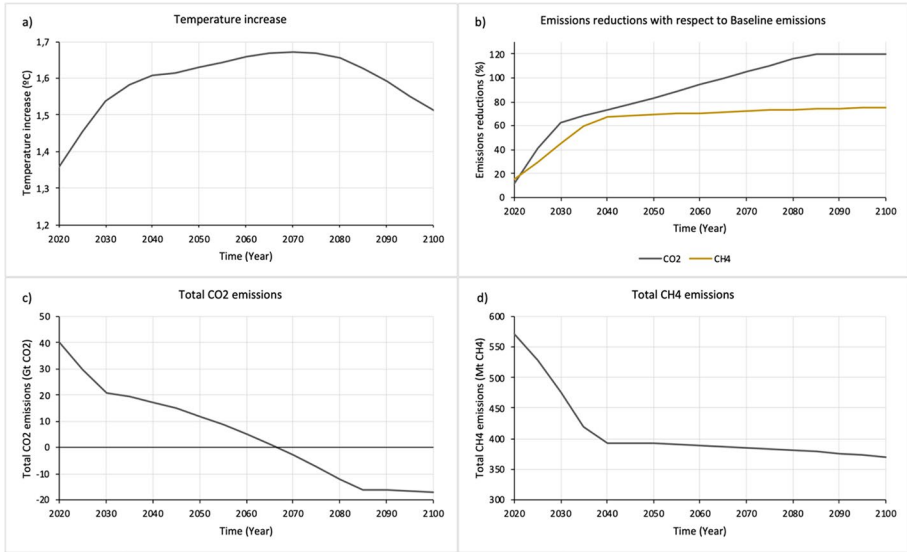 a)
Temperature increase
Temperature increase (ºC)
1,7
1,6
1,5
1,4
1,3
1,2
2020 2030 2040 2050 2060 2070 2080 2090 2100
Time (Year)
b)
Emissions reductions with respect to Baseline emissions
Emissions reductions (%)
120
100
80
60
40
20
0
2020 2030 2040 2050 2060 2070 2080 2090 2100
Time (Year)
CO2 CH4
c)
Total CO2 emissions
Total CO2 emissions (Gt CO2)
50
40
30
20
10
0
-10
-20
2020 2030 2040 2050 2060 2070 2080 2090 2100
Time (Year)
d)
Total CH4 emissions
Total CH4 emissions (Mt CH4)
600
550
500
450
400
350
300
2020 2030 2040 2050 2060 2070 2080 2090 2100
Time (Year)